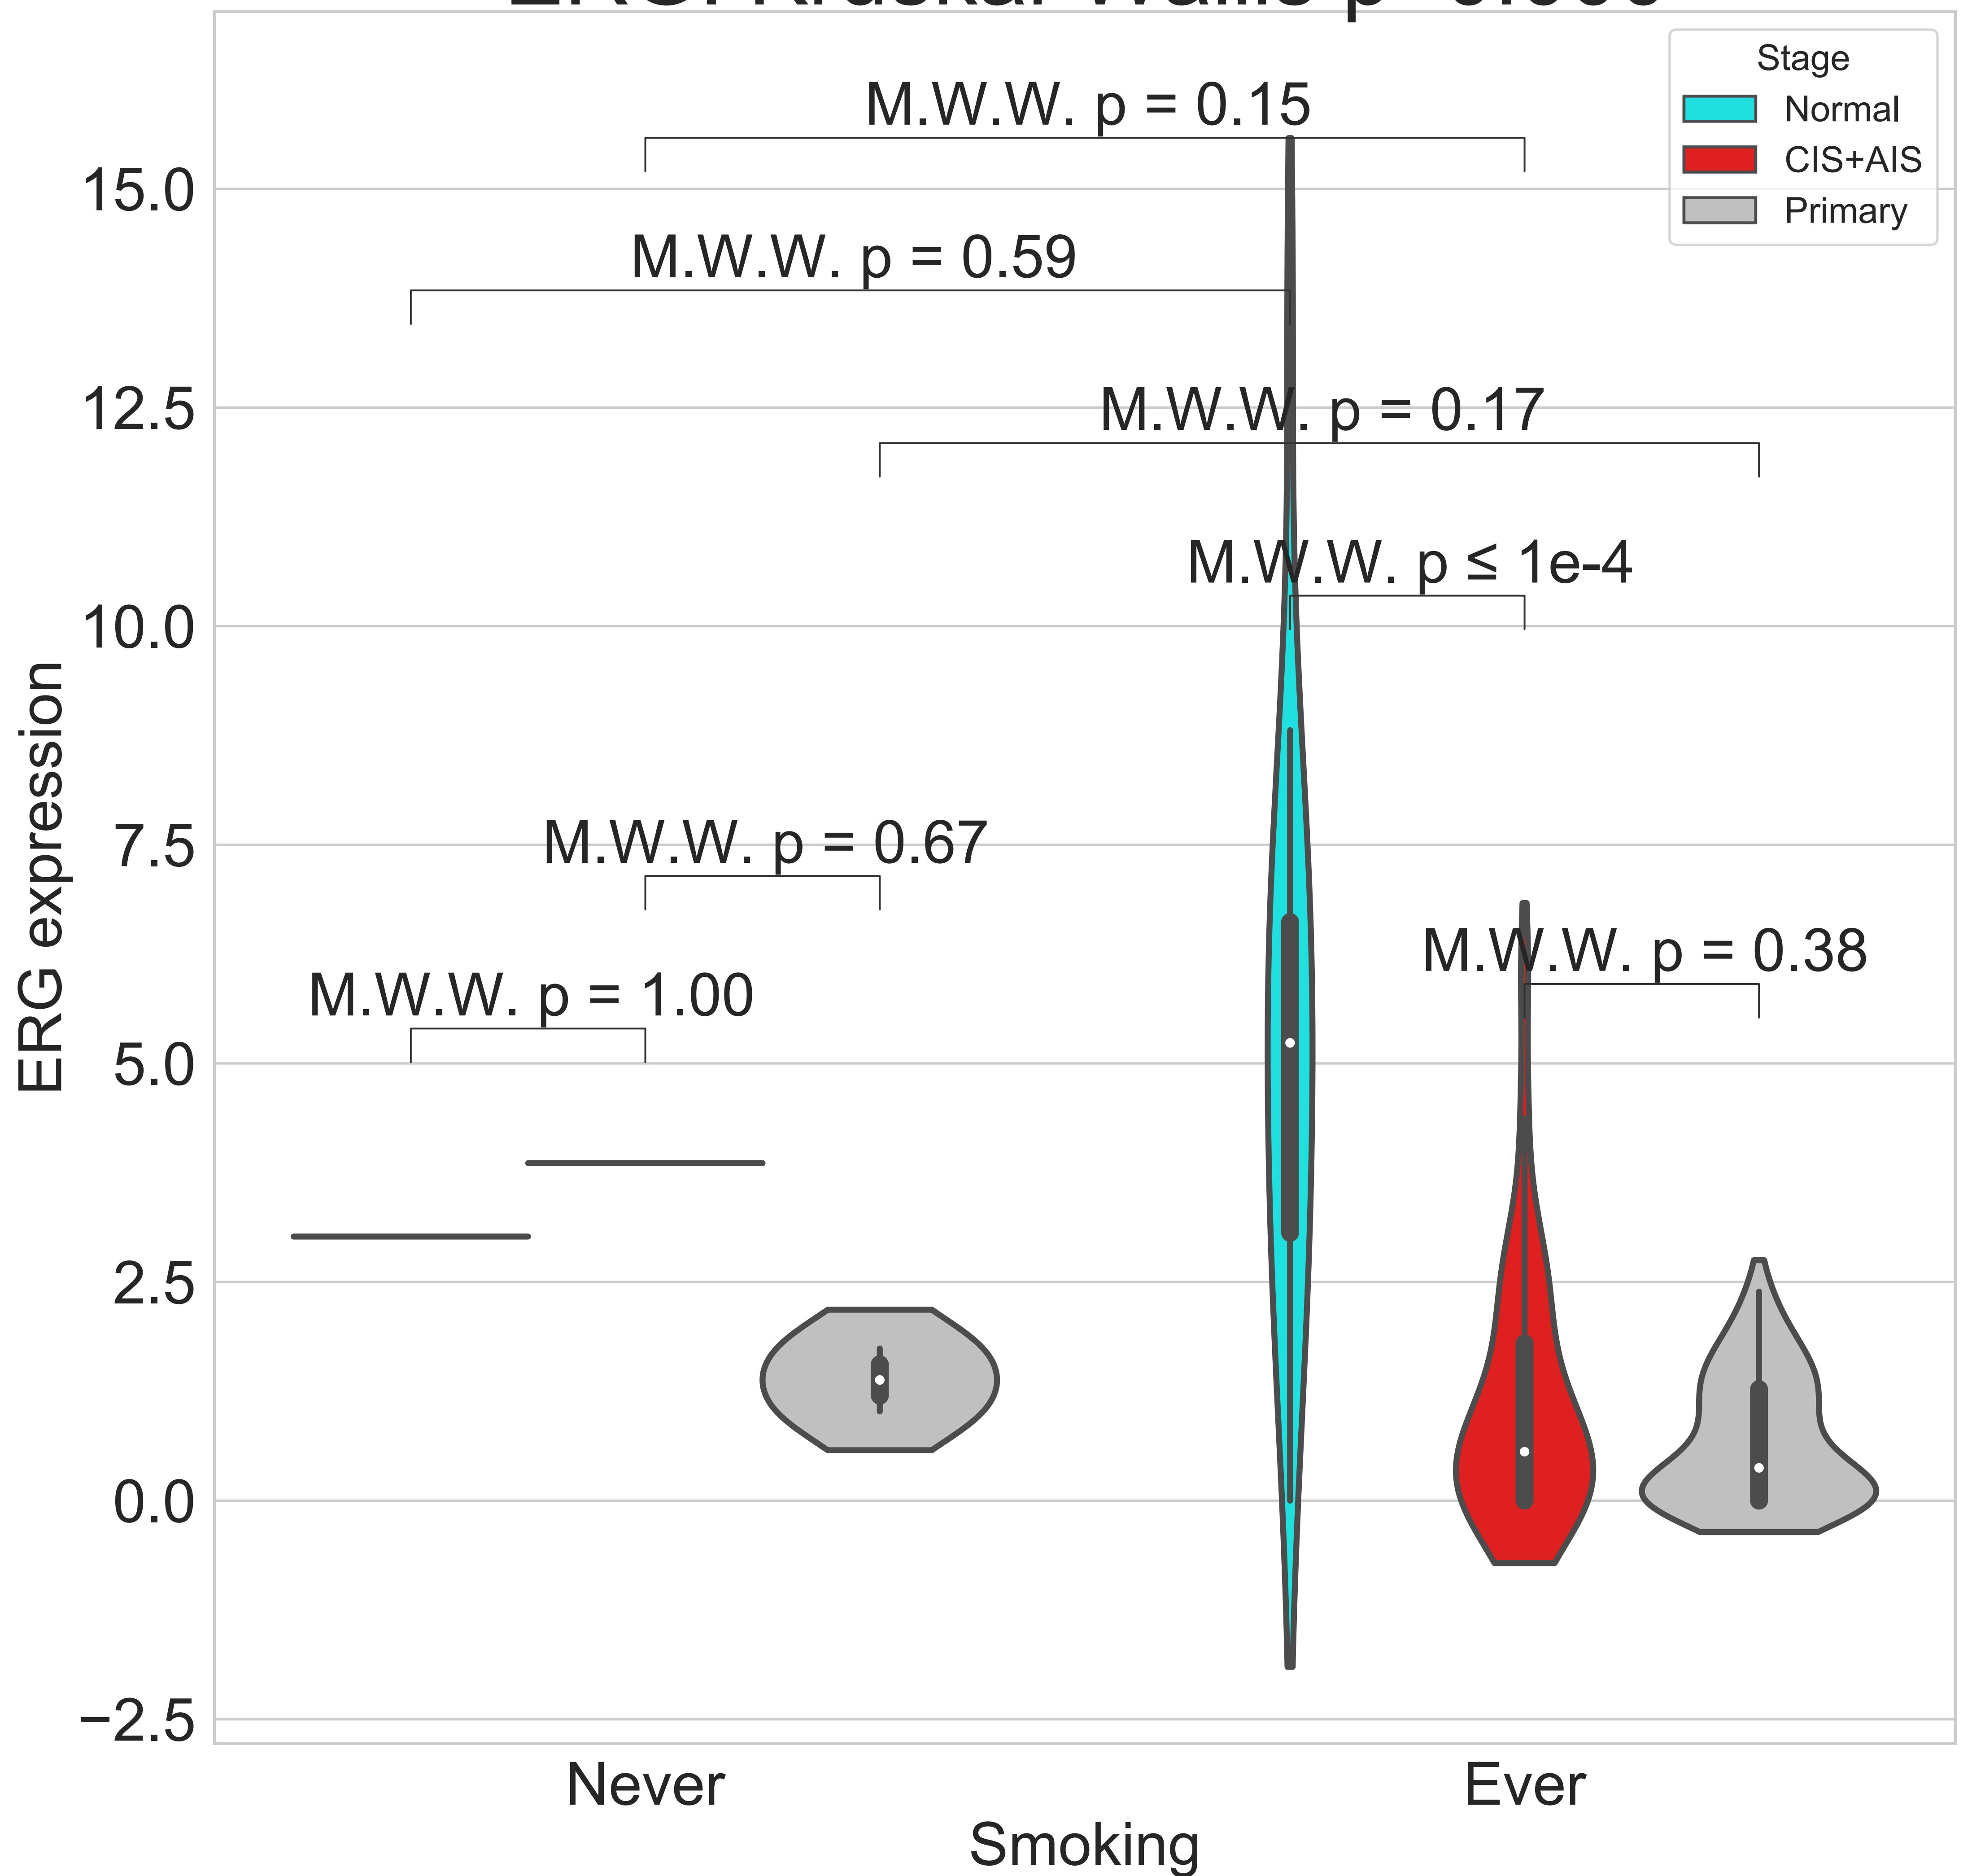 Stage
Normal
CIS+AIS
Primary
M.W.W. p = 0.15
M.W.W. p = 0.59
M.W.W. p = 0.17
M.W.W. p ≤ 1e-4
M.W.W. p = 0.67
M.W.W. p = 0.38
M.W.W. p = 1.00
15.0
12.5
10.0
7.5
5.0
2.5
0.0
−2.5
ERG expression
Never
Ever
Smoking